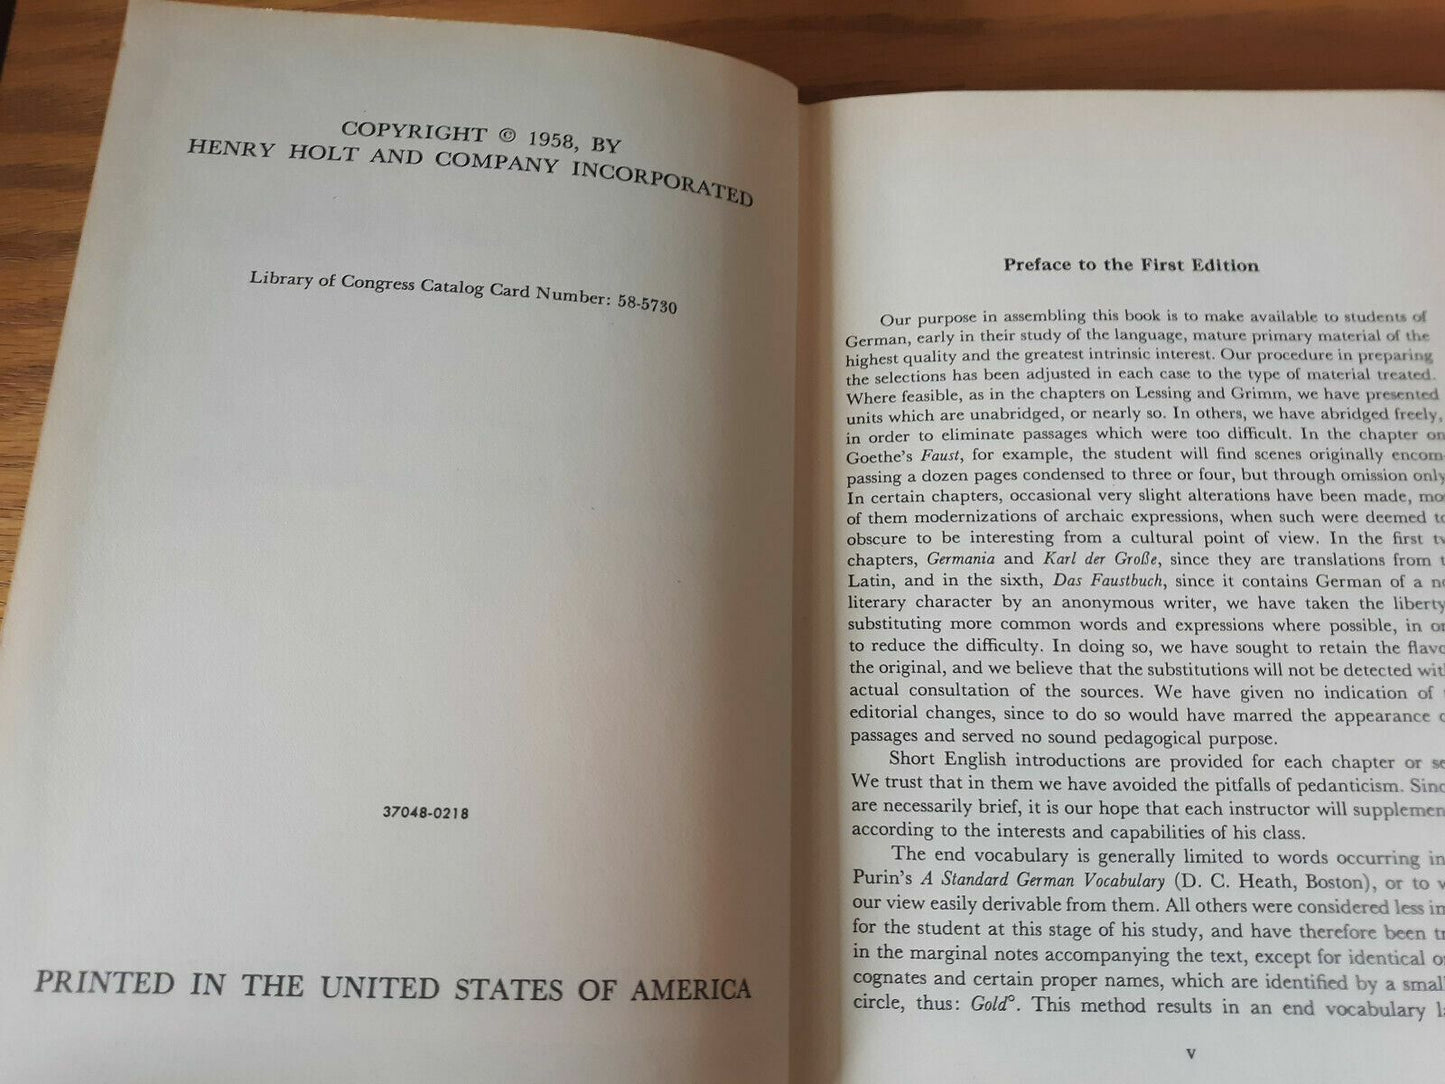 COPYRIGHT © 1958, BY
HENRY HOLT AND COMPANY INCORPORATED
Library of Congress Catalog Card Number: 58-5730
37048-0218
PRINTED IN THE UNITED STATES OF AMERICA
Preface to the First Edition
Our purpose in assembling this book is to make available to students of
German, early in their study of the language, mature primary material of the
highest quality and the greatest intrinsic interest. Our procedure in preparing
the selections has been adjusted in each case to the type of material treated.
Where feasible, as in the chapters on Lessing and Grimm, we have presented
units which are unabridged, or nearly so. In others, we have abridged freely,
in order to eliminate passages which were too difficult. In the chapter on
Goethe's Faust, for example, the student will find scenes originally encom-
passing a dozen pages condensed to three or four, but through omission only
In certain chapters, occasional very slight alterations have been made,
of them modernizations of archaic expressions, when such were deemed
obscure to be interesting from a cultural point of view. In the first
chapters, Germania and Karl der Große, since they are translations from
Latin, and in the sixth, Das Faustbuch, since it contains German of a
literary character by an anonymous writer, we have taken the liberty
substituting more common words and expressions where possible, in
to reduce the difficulty. In doing so, we have sought to retain the
the original, and we believe that the substitutions will not be detected
actual consultation of the sources. We have given no indication of
editorial changes, since to do so would have marred the appearance
passages and served no sound pedagogical purpose.
Short English introductions are provided for each chapter or
We trust that in them we have avoided the pitfalls of pedanticism.
are necessarily brief, it is our hope that each instructor will
according to the interests and capabilities of his class.
The end vocabulary is generally limited to words occurring in
Purin's A Standard German Vocabulary (D. C. Heath, Boston), or to
our view easily derivable from them. All others were considered less
for the student at this stage of his study, and have therefore been
in the marginal notes accompanying the text, except for identical
cognates and certain proper names, which are identified by a small
circle, thus: Gold°. This method results in an end vocabulary
v